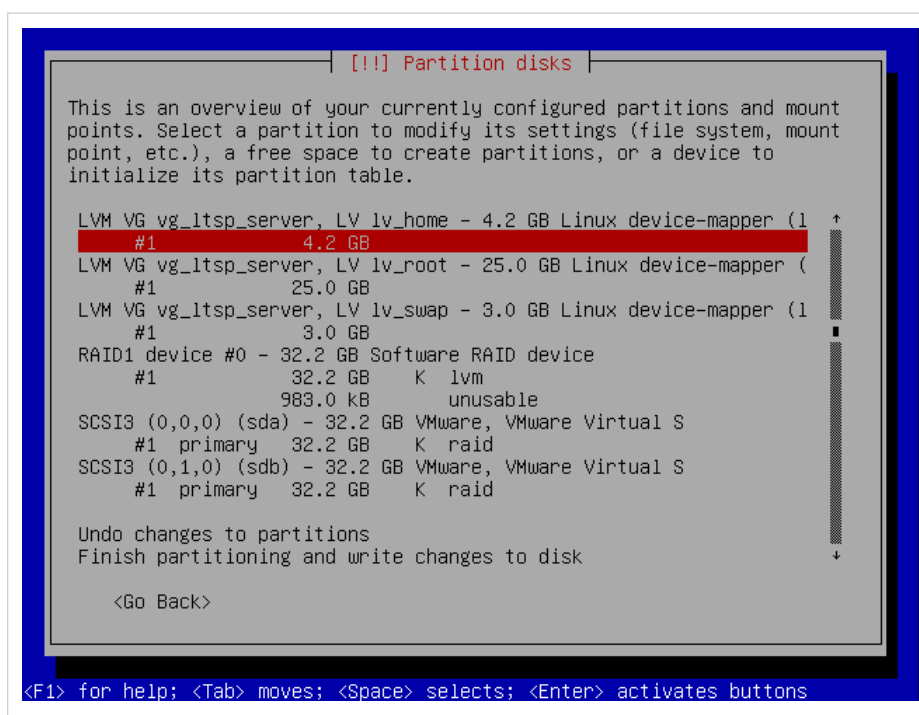 [!!] Partition disks
This is an overview of your currently configured partitions and mount
points. Select a partition to modify its settings (file system, mount
point, etc.), a free space to create partitions, or a device to
initialize its partition table.
LVM VG vg_ltsp_server, LV lv_home - 4.2 GB Linux device-mapper (l
#1 4.2 GB
LVM VG vg_ltsp_server, LV lv_root - 25.0 GB Linux device-mapper (
#1 25.0 GB
LVM VG vg_ltsp_server, LV lv_swap - 3.0 GB Linux device-mapper (l
#1 3.0 GB
RAID1 device #0 - 32.2 GB Software RAID device
#1 32.2 GB K lvm
983.0 kB unusable
SCSI3 (0,0,0) (sda) - 32.2 GB VMware, VMware Virtual S
#1 primary 32.2 GB K raid
SCSI3 (0,1,0) (sdb) - 32.2 GB VMware, VMware Virtual S
#1 primary 32.2 GB K raid
Undo changes to partitions
Finish partitioning and write changes to disk
<Go Back>
<F1> for help; <Tab> moves; <Space> selects; <Enter> activates buttons